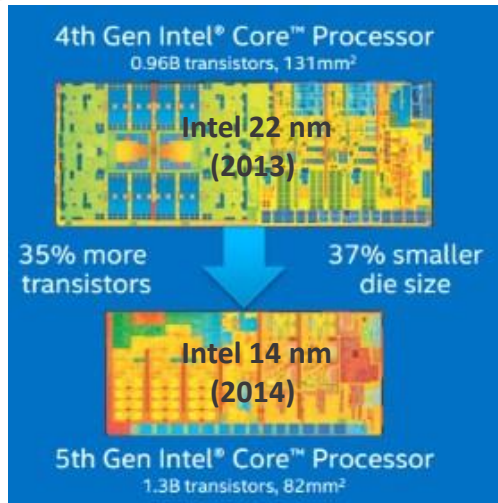 4th Gen Intel® Core™ Processor
0.96B transistors, 131mm²
Intel 22 nm
(2013)
35% more
transistors
37% smaller
die size
Intel 14 nm
(2014)
5th Gen Intel® Core™ Processor
1.3B transistors, 82mm²